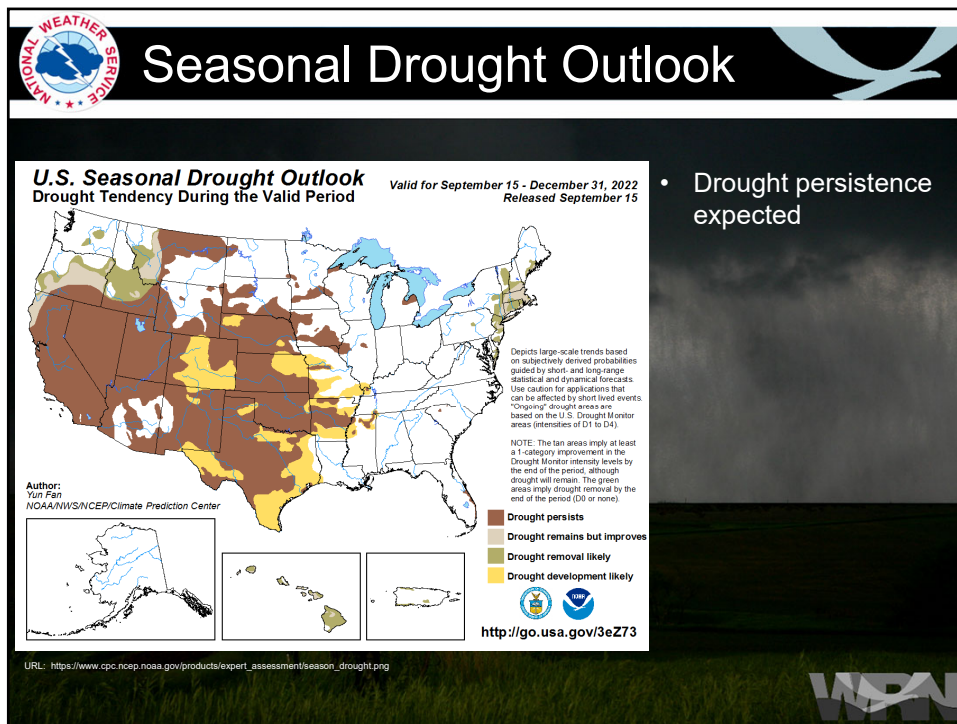 NATIONAL WEATHER SERVICE
Seasonal Drought Outlook
U.S. Seasonal Drought Outlook
Drought Tendency During the Valid Period
Valid for September 15 - December 31, 2022
Released September 15
• Drought persistence
expected
Depicts large-scale trends based
on subjectively derived probabilities
guided by short- and long-range
statistical and dynamical forecasts.
Use caution for applications that
can be affected by short lived events.
"Ongoing" drought areas are
based on the U.S. Drought Monitor
areas (intensities of D1 to D4).
NOTE: The tan areas imply at least
a 1-category improvement in the
Drought Monitor intensity levels by
the end of the period, although
drought will remain. The green
areas imply drought removal by the
end of the period (D0 or none).
Author:
Yun Fan
NOAA/NWS/NCEP/Climate Prediction Center
Drought persists
Drought remains but improves
Drought removal likely
Drought development likely
NOAA
http://go.usa.gov/3eZ73
URL: https://www.cpc.ncep.noaa.gov/products/expert_assessment/season_drought.png
WRN